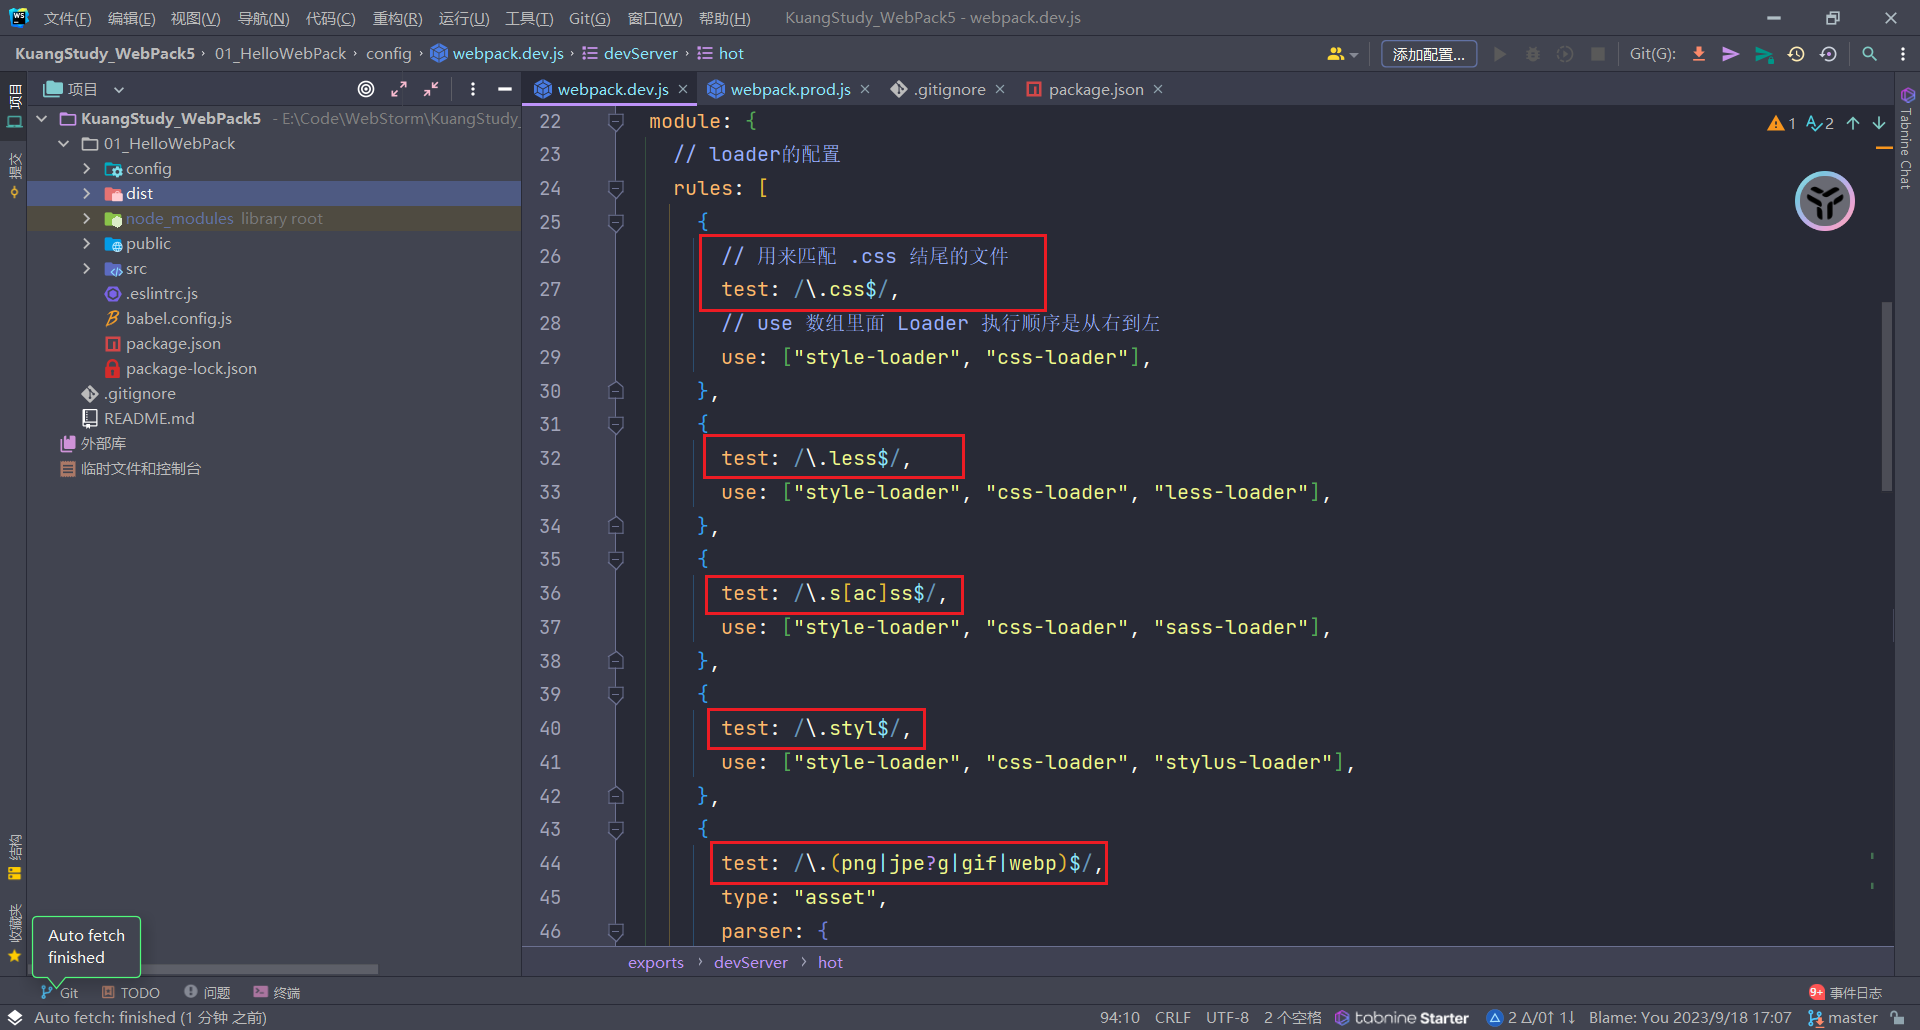 文件(F) 编辑(E) 视图(V) 导航(N) 代码(C) 重构(R) 运行(U) 工具(T) Git(G) 窗口(W) 帮助(H) KuangStudy_WebPack5 - webpack.dev.js
KuangStudy_WebPack5 › 01_HelloWebPack › config › webpack.dev.js › devServer › hot 添加配置... Git(G):
项目 webpack.dev.js webpack.prod.js .gitignore package.json
项目
提交
结构
收藏夹
KuangStudy_WebPack5 - E:\Code\WebStorm\KuangStudy_
01_HelloWebPack
config
dist
node_modules library root
public
src
.eslintrc.js
babel.config.js
package.json
package-lock.json
.gitignore
README.md
外部库
临时文件和控制台
22 module: {
23 // loader的配置
24 rules: [
25 {
26 // 用来匹配 .css 结尾的文件
27 test: /\.css$/,
28 // use 数组里面 Loader 执行顺序是从右到左
29 use: ["style-loader", "css-loader"],
30 },
31 {
32 test: /\.less$/,
33 use: ["style-loader", "css-loader", "less-loader"],
34 },
35 {
36 test: /\.s[ac]ss$/,
37 use: ["style-loader", "css-loader", "sass-loader"],
38 },
39 {
40 test: /\.styl$/,
41 use: ["style-loader", "css-loader", "stylus-loader"],
42 },
43 {
44 test: /\.(png|jpe?g|gif|webp)$/,
45 type: "asset",
46 parser: {
1 2
Tabnine Chat
exports › devServer › hot
Auto fetch
finished
Git TODO 问题 终端 9+ 事件日志
Auto fetch: finished (1 分钟 之前) 94:10 CRLF UTF-8 2 个空格 tabnine Starter 2 Δ/0↑ 1↓ Blame: You 2023/9/18 17:07 master